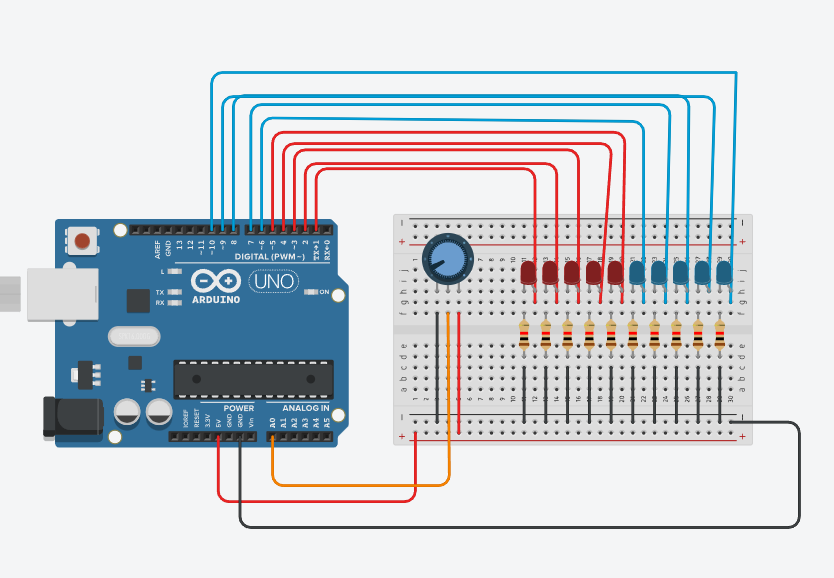 AREF
GND
13
12
~11
~10
~9
8
7
~6
~5
4
~3
2
TX→1
RX←0
DIGITAL (PWM~)
L
TX
RX
ARDUINO
UNO
ON
POWER
ANALOG IN
IOREF
RESET
3.3V
5V
GND
GND
Vin
A0
A1
A2
A3
A4
A5